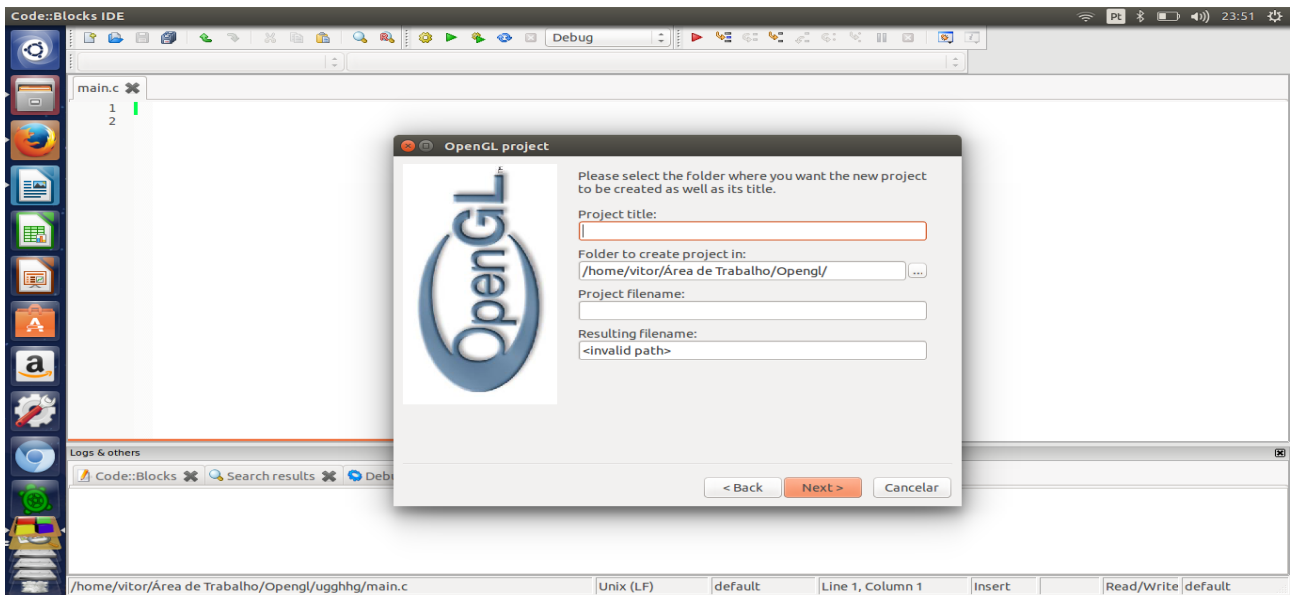 Code::Blocks IDE
Pt
23:51
Debug
main.c
1
2
OpenGL project
OpenGL
Please select the folder where you want the new project
to be created as well as its title.
Project title:
Folder to create project in:
/home/vitor/Área de Trabalho/Opengl/
...
Project filename:
Resulting filename:
<invalid path>
< Back
Next >
Cancelar
Logs & others
Code::Blocks
Search results
Debu
/home/vitor/Área de Trabalho/Opengl/ugghhg/main.c
Unix (LF)
default
Line 1, Column 1
Insert
Read/Write
default